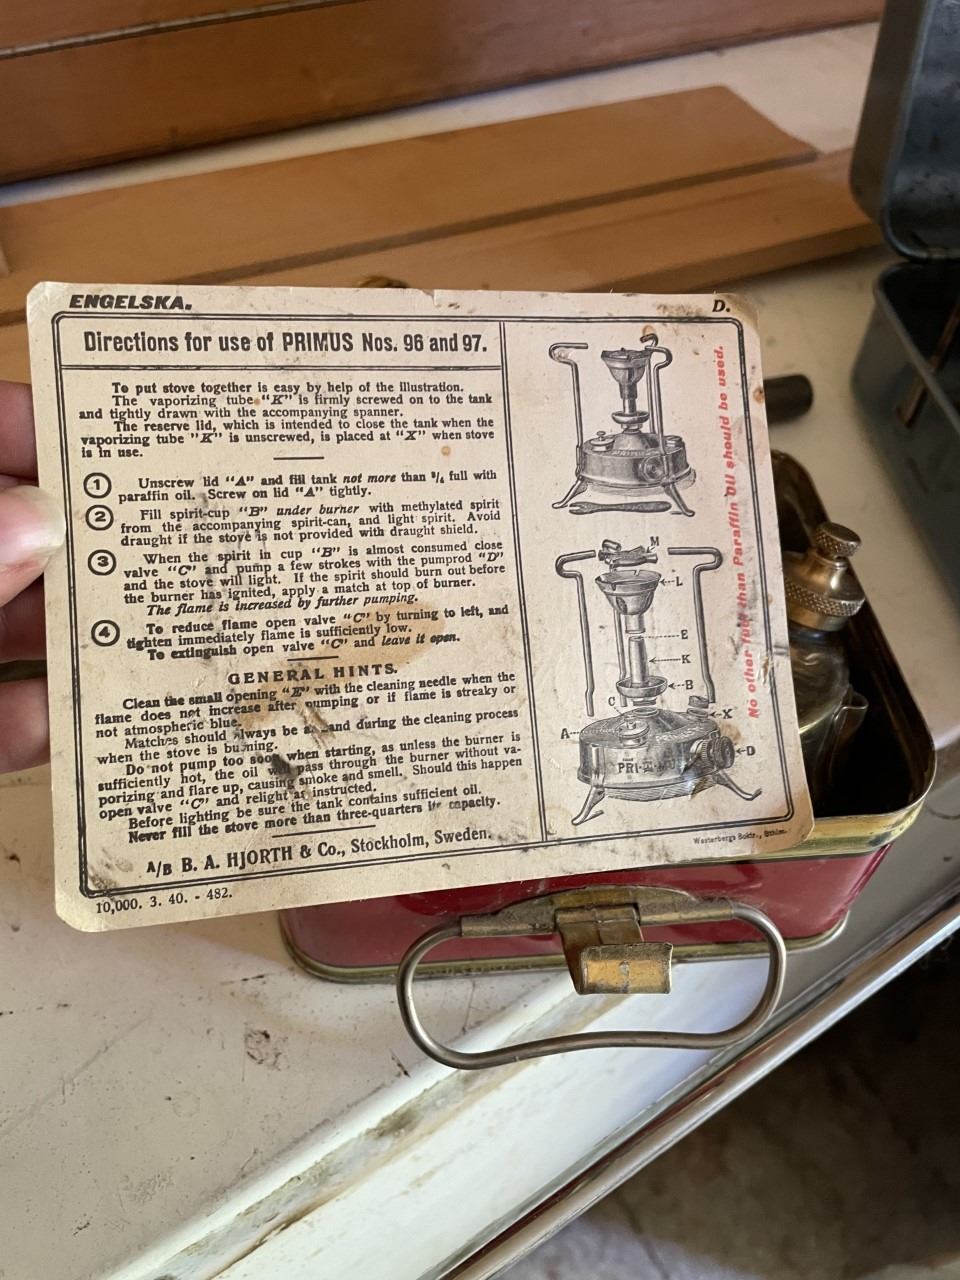 ENGELSKA.
D.
Directions for use of PRIMUS Nos. 96 and 97.
To put stove together is easy by help of the illustration.
The vaporizing tube "K" is firmly screwed on to the tank
and tightly drawn with the accompanying spanner.
The reserve lid, which is intended to close the tank when the
vaporizing tube "K" is unscrewed, is placed at "X" when stove
is in use.
1 Unscrew lid "A" and fill tank not more than 3/4 full with
paraffin oil. Screw on lid "A" tightly.
2 Fill spirit-cup "B" under burner with methylated spirit
from the accompanying spirit-can, and light spirit. Avoid
draught if the stove is not provided with draught shield.
3 When the spirit in cup "B" is almost consumed close
valve "C" and pump a few strokes with the pumprod "D"
and the stove will light. If the spirit should burn out before
the burner has ignited, apply a match at top of burner.
The flame is increased by further pumping.
4 To reduce flame open valve "C" by turning to left, and
tighten immediately flame is sufficiently low.
To extinguish open valve "C" and leave it open.
GENERAL HINTS.
Clean the small opening "E" with the cleaning needle when the
flame does not increase after pumping or if flame is streaky or
not atmospheric blue.
Matches should always be at hand during the cleaning process
when the stove is burning.
Do not pump too soon when starting, as unless the burner is
sufficiently hot, the oil will pass through the burner without va-
porizing and flare up, causing smoke and smell. Should this happen
open valve "C" and relight as instructed.
Before lighting be sure the tank contains sufficient oil.
Never fill the stove more than three-quarters its capacity.
A/B B. A. HJORTH & Co., Stockholm, Sweden.
10,000. 3. 40. - 482.
No other fuel than Paraffin Oil should be used.
M
L
E
K
B
C
X
A
D
PRIMUS
Westerbergs Boktr., Sthlm.